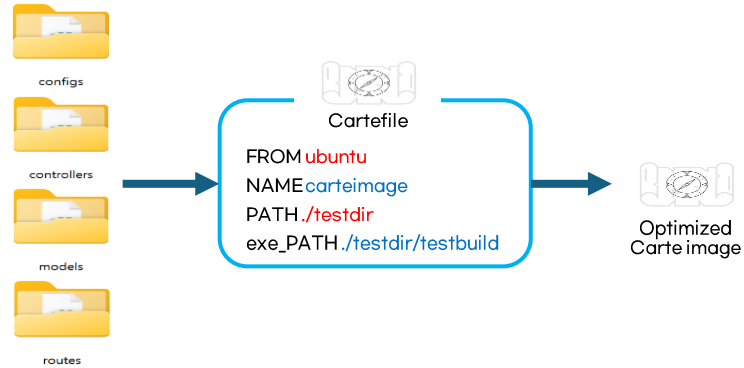 configs
controllers
models
routes
Cartefile
FROM ubuntu
NAME carteimage
PATH ./testdir
exe_PATH ./testdir/testbuild
Optimized
Carte image